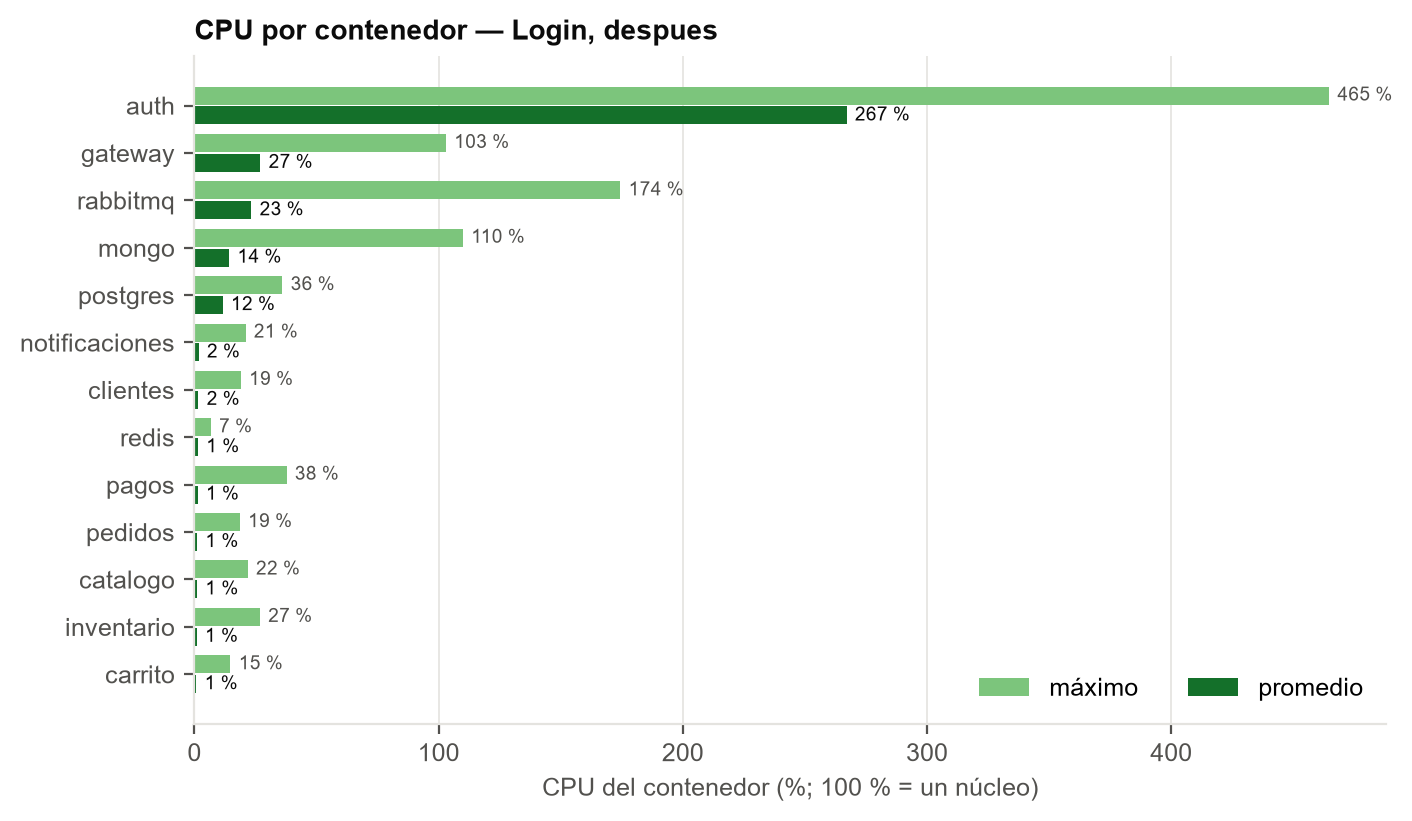 CPU por contenedor — Login, despues
auth
465 %
267 %
gateway
103 %
27 %
rabbitmq
174 %
23 %
mongo
110 %
14 %
postgres
36 %
12 %
notificaciones
21 %
2 %
clientes
19 %
2 %
redis
7 %
1 %
pagos
38 %
1 %
pedidos
19 %
1 %
catalogo
22 %
1 %
inventario
27 %
1 %
carrito
15 %
1 %
máximo
promedio
0 100 200 300 400
CPU del contenedor (%; 100 % = un núcleo)